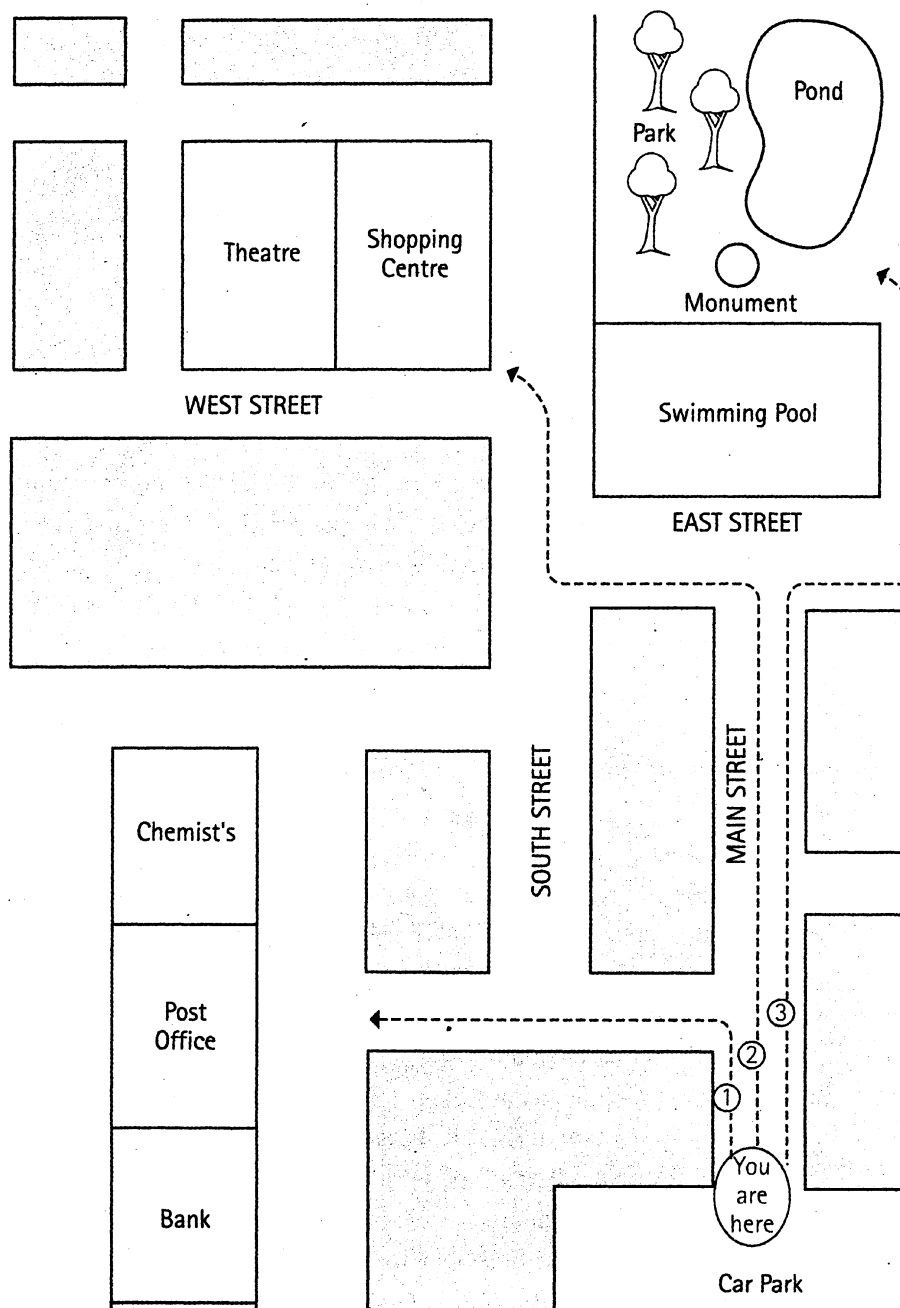 Pond
Park
Theatre
Shopping
Centre
Monument
WEST STREET
Swimming Pool
EAST STREET
Chemist's
SOUTH STREET
MAIN STREET
Post
Office
3
2
1
You
are
here
Bank
Car Park